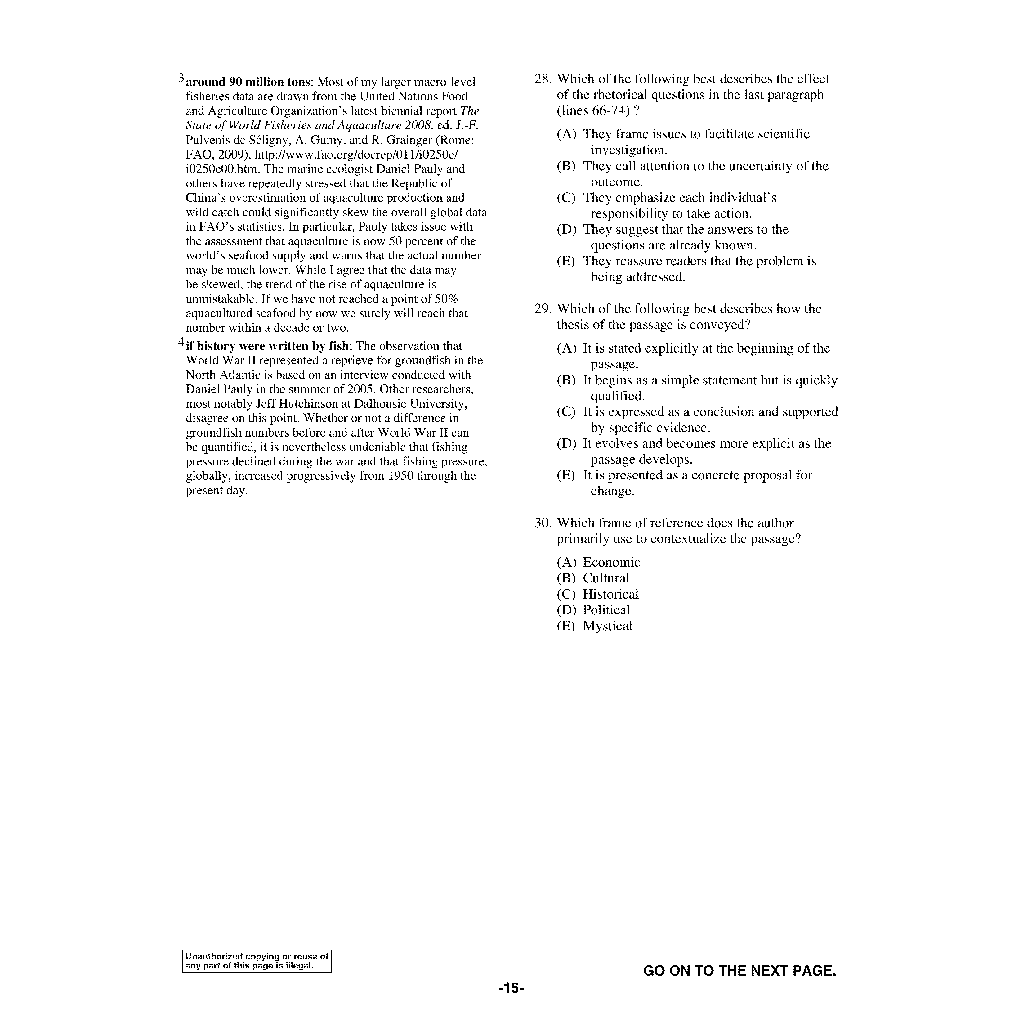 3 around 90 million tons: Most of my larger macro-level
fisheries data are drawn from the United Nations Food
and Agriculture Organization's latest biennial report The
State of World Fisheries and Aquaculture 2008, ed. J.-F.
Pulvenis de Séligny, A. Gumy, and R. Grainger (Rome:
FAO, 2009), http://www.fao.org/docrep/011/i0250e/
i0250e00.htm. The marine ecologist Daniel Pauly and
others have repeatedly stressed that the Republic of
China's overestimation of aquaculture production and
wild catch could significantly skew the overall global data
in FAO's statistics. In particular, Pauly takes issue with
the assessment that aquaculture is now 50 percent of the
world's seafood supply and warns that the actual number
may be much lower. While I agree that the data may
be skewed, the trend of the rise of aquaculture is
unmistakable. If we have not reached a point of 50%
aquacultured seafood by now we surely will reach that
number within a decade or two.
4 if history were written by fish: The observation that
World War II represented a reprieve for groundfish in the
North Atlantic is based on an interview conducted with
Daniel Pauly in the summer of 2005. Other researchers,
most notably Jeff Hutchinson at Dalhousie University,
disagree on this point. Whether or not a difference in
groundfish numbers before and after World War II can
be quantified, it is nevertheless undeniable that fishing
pressure declined during the war and that fishing pressure,
globally, increased progressively from 1950 through the
present day.
28. Which of the following best describes the effect
of the rhetorical questions in the last paragraph
(lines 66-74) ?
(A) They frame issues to facilitate scientific
investigation.
(B) They call attention to the uncertainty of the
outcome.
(C) They emphasize each individual's
responsibility to take action.
(D) They suggest that the answers to the
questions are already known.
(E) They reassure readers that the problem is
being addressed.
29. Which of the following best describes how the
thesis of the passage is conveyed?
(A) It is stated explicitly at the beginning of the
passage.
(B) It begins as a simple statement but is quickly
qualified.
(C) It is expressed as a conclusion and supported
by specific evidence.
(D) It evolves and becomes more explicit as the
passage develops.
(E) It is presented as a concrete proposal for
change.
30. Which frame of reference does the author
primarily use to contextualize the passage?
(A) Economic
(B) Cultural
(C) Historical
(D) Political
(E) Mystical
Unauthorized copying or reuse of
any part of this page is illegal.
GO ON TO THE NEXT PAGE.
-15-